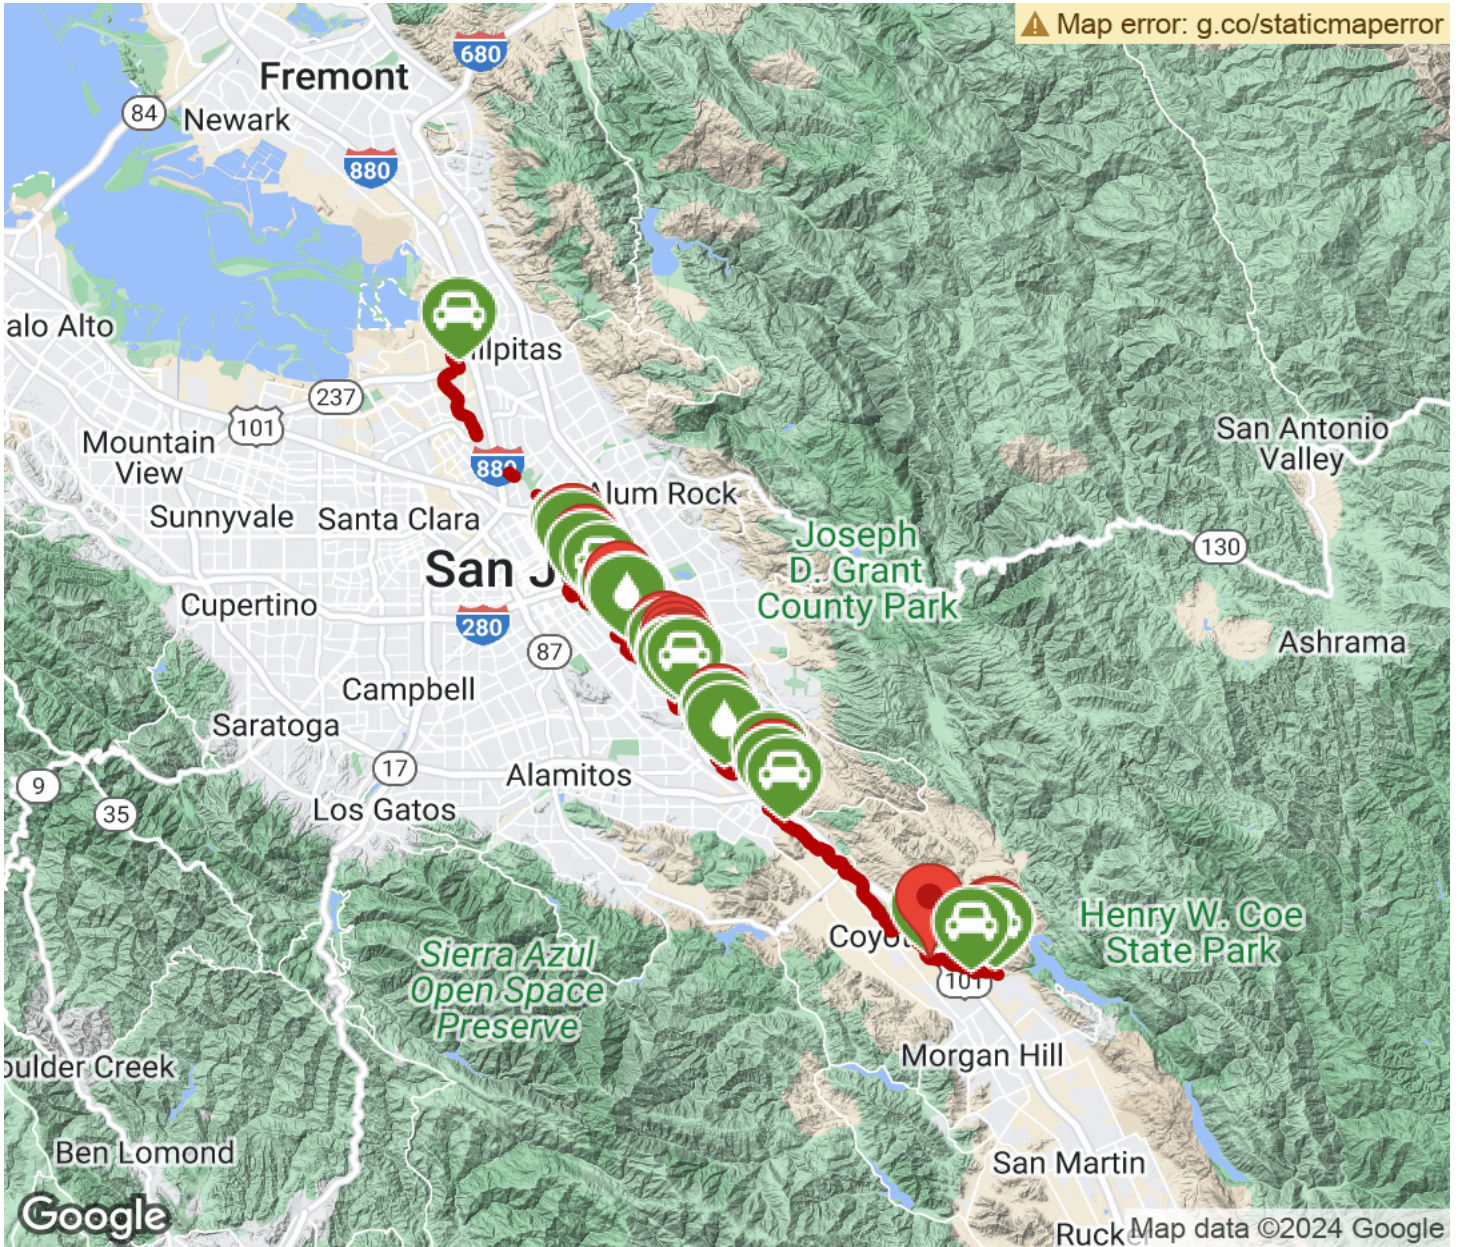 Map error: g.co/staticmaperror
680
Fremont
84
Newark
880
alo Alto
ilpitas
237
101
Mountain
View
San Antonio
Valley
880
Alum Rock
Sunnyvale
Santa Clara
Joseph
D. Grant
County Park
130
San J
Cupertino
280
87
Ashrama
Campbell
Saratoga
17
Alamitos
9
35
Los Gatos
Henry W. Coe
State Park
Coyot
Sierra Azul
Open Space
Preserve
101
Morgan Hill
oulder Creek
Ben Lomond
San Martin
Google
Ruck
Map data ©2024 Google